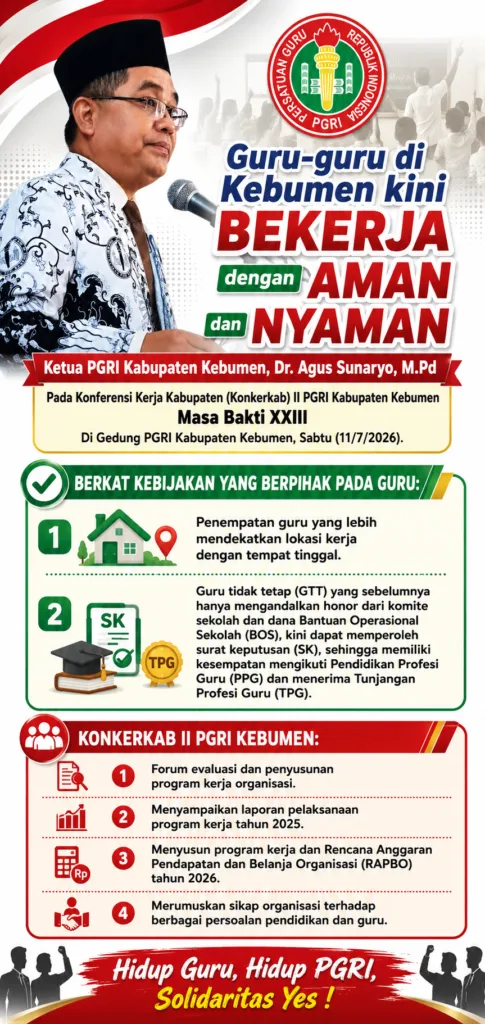 PERSATUAN GURU REPUBLIK INDONESIA
PGRI
Guru-guru di
Kebumen kini
BEKERJA
dengan AMAN
dan NYAMAN
Ketua PGRI Kabupaten Kebumen, Dr. Agus Sunaryo, M.Pd
Pada Konferensi Kerja Kabupaten (Konkerkab) II PGRI Kabupaten Kebumen
Masa Bakti XXIII
Di Gedung PGRI Kabupaten Kebumen, Sabtu (11/7/2026).
BERKAT KEBIJAKAN YANG BERPIHAK PADA GURU:
1
Penempatan guru yang lebih
mendekatkan lokasi kerja
dengan tempat tinggal.
2
SK
TPG
Guru tidak tetap (GTT) yang sebelumnya
hanya mengandalkan honor dari komite
sekolah dan dana Bantuan Operasional
Sekolah (BOS), kini dapat memperoleh
surat keputusan (SK), sehingga memiliki
kesempatan mengikuti Pendidikan Profesi
Guru (PPG) dan menerima Tunjangan
Profesi Guru (TPG).
KONKERKAB II PGRI KEBUMEN:
1
Forum evaluasi dan penyusunan
program kerja organisasi.
2
Menyampaikan laporan pelaksanaan
program kerja tahun 2025.
Rp
3
Menyusun program kerja dan Rencana Anggaran
Pendapatan dan Belanja Organisasi (RAPBO)
tahun 2026.
4
Merumuskan sikap organisasi terhadap
berbagai persoalan pendidikan dan guru.
Hidup Guru, Hidup PGRI,
Solidaritas Yes !